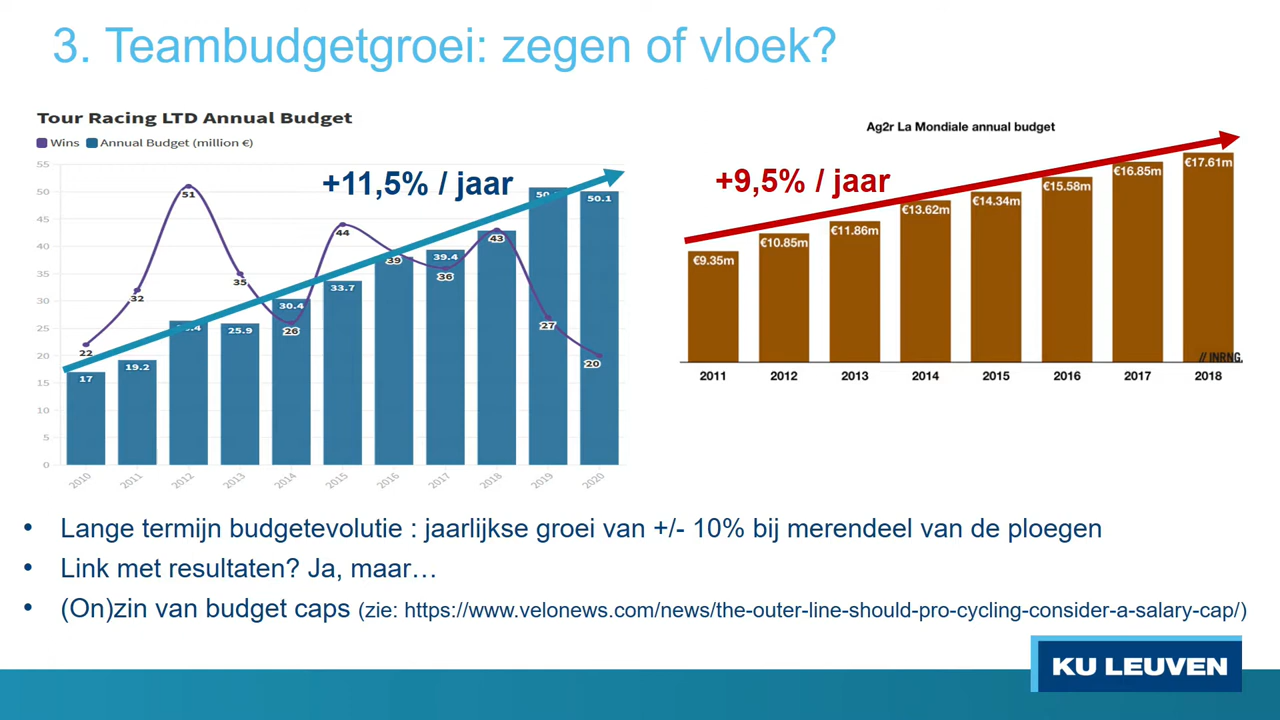 3. Teambudgetgroei: zegen of vloek?
Tour Racing LTD Annual Budget
Wins Annual Budget (million €)
+11,5% / jaar
55
50
45
40
35
30
25
20
15
10
5
0
22
32
51
35
26
44
39
36
43
27
20
17
19.2
25.9
30.4
33.7
39.4
50.1
2010 2011 2012 2013 2014 2015 2016 2017 2018 2019 2020
Ag2r La Mondiale annual budget
+9,5% / jaar
€9.35m
€10.85m
€11.86m
€13.62m
€14.34m
€15.58m
€16.85m
€17.61m
// INRNG.
2011 2012 2013 2014 2015 2016 2017 2018
• Lange termijn budgetevolutie : jaarlijkse groei van +/- 10% bij merendeel van de ploegen
• Link met resultaten? Ja, maar…
• (On)zin van budget caps (zie: https://www.velonews.com/news/the-outer-line-should-pro-cycling-consider-a-salary-cap/)
KU LEUVEN